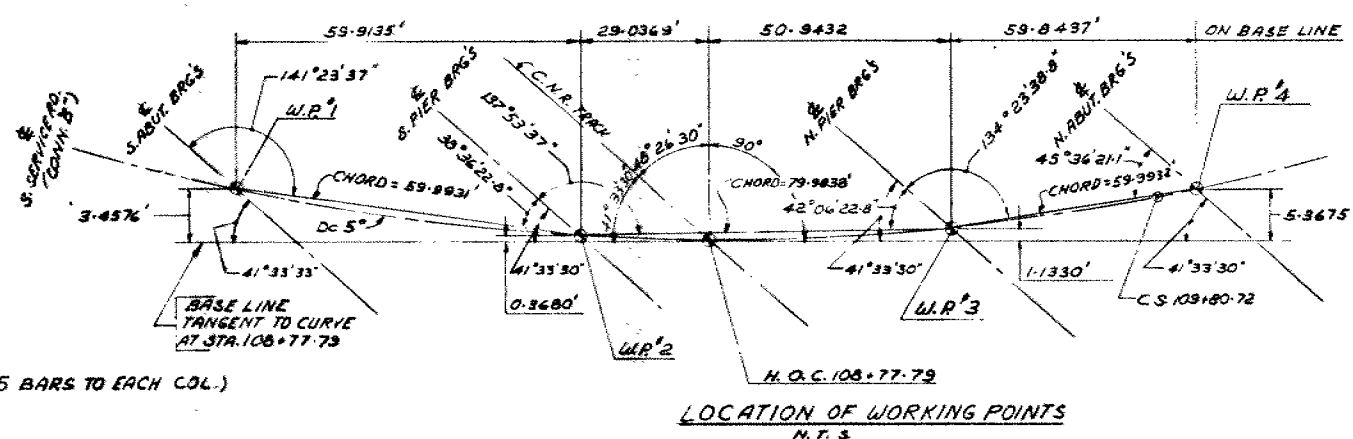 59.9135'
29.0369'
50.9432
59.8437'
ON BASE LINE
141°23'37"
W.P.#1
S. ABUT. BRG'S
S. SERVICE RD.
(CONN. B")
S. PIER BRG'S
137°53'37"
C.N.R. TRACK
38°36'22.8"
48°26'30"
90°
N. PIER BRG'S
134°23'38.8"
N. ABUT. BRG'S
W.P.#4
45°36'21.1"
CHORD=59.9931
CHORD=79.9838'
CHORD=59.9932
42°06'22.8"
3.4576'
Dc 5°
5.3675
41°33'33"
41°33'30"
41°33'30"
41°33'30"
1.1330'
0.3680'
C.S. 109+80.72
BASE LINE
TANGENT TO CURVE
AT STA. 108+77.79
W.P.#2
W.P.#3
H.O.C. 108+77.79
5 BARS TO EACH COL.)
LOCATION OF WORKING POINTS
N.T.S